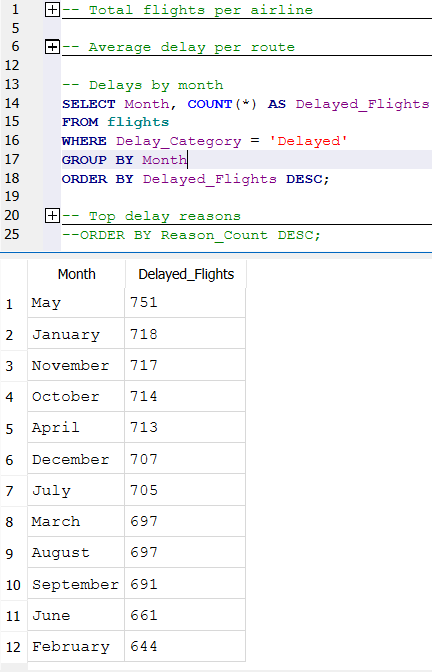 1 -- Total flights per airline
5
6 -- Average delay per route
12
13 -- Delays by month
14 SELECT Month, COUNT(*) AS Delayed_Flights
15 FROM flights
16 WHERE Delay_Category = 'Delayed'
17 GROUP BY Month
18 ORDER BY Delayed_Flights DESC;
19
20 -- Top delay reasons
25 --ORDER BY Reason_Count DESC;
Month Delayed_Flights
1 May 751
2 January 718
3 November 717
4 October 714
5 April 713
6 December 707
7 July 705
8 March 697
9 August 697
10 September 691
11 June 661
12 February 644